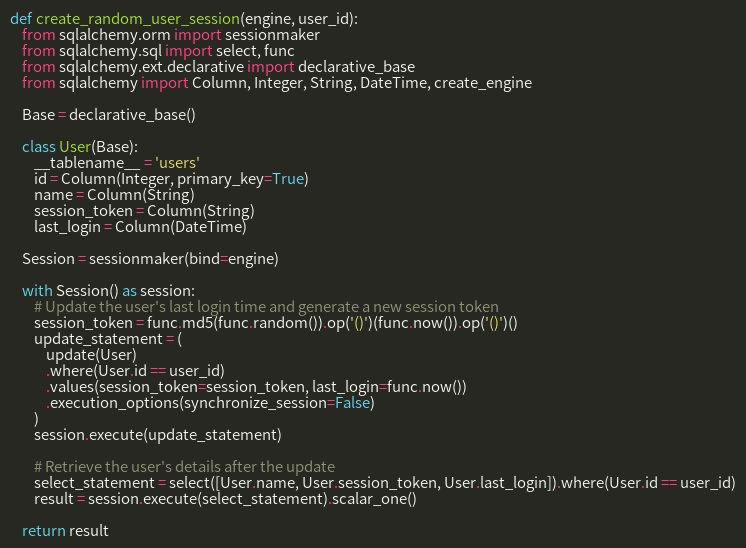 def create_random_user_session(engine, user_id):
    from sqlalchemy.orm import sessionmaker
    from sqlalchemy.sql import select, func
    from sqlalchemy.ext.declarative import declarative_base
    from sqlalchemy import Column, Integer, String, DateTime, create_engine

    Base = declarative_base()

    class User(Base):
        __tablename__ = 'users'
        id = Column(Integer, primary_key=True)
        name = Column(String)
        session_token = Column(String)
        last_login = Column(DateTime)

    Session = sessionmaker(bind=engine)

    with Session() as session:
        # Update the user's last login time and generate a new session token
        session_token = func.md5(func.random()).op('()')(func.now()).op('()')()
        update_statement = (
            update(User)
            .where(User.id == user_id)
            .values(session_token=session_token, last_login=func.now())
            .execution_options(synchronize_session=False)
        )
        session.execute(update_statement)

        # Retrieve the user's details after the update
        select_statement = select([User.name, User.session_token, User.last_login]).where(User.id == user_id)
        result = session.execute(select_statement).scalar_one()

    return result